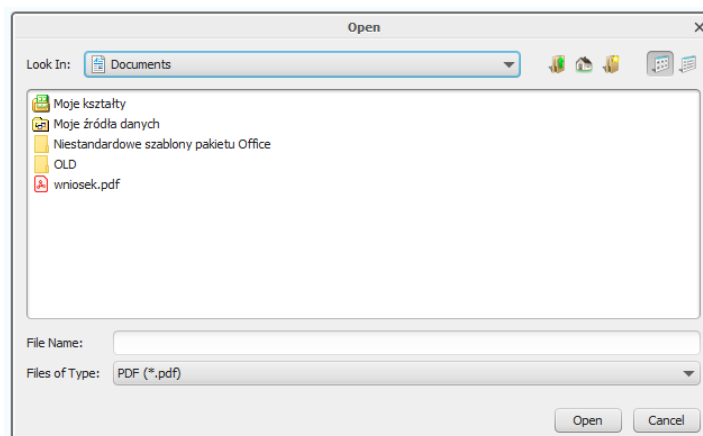 Open
Look In: Documents
Moje kształty
Moje źródła danych
Niestandardowe szablony pakietu Office
OLD
wniosek.pdf
File Name:
Files of Type: PDF (*.pdf)
Open Cancel